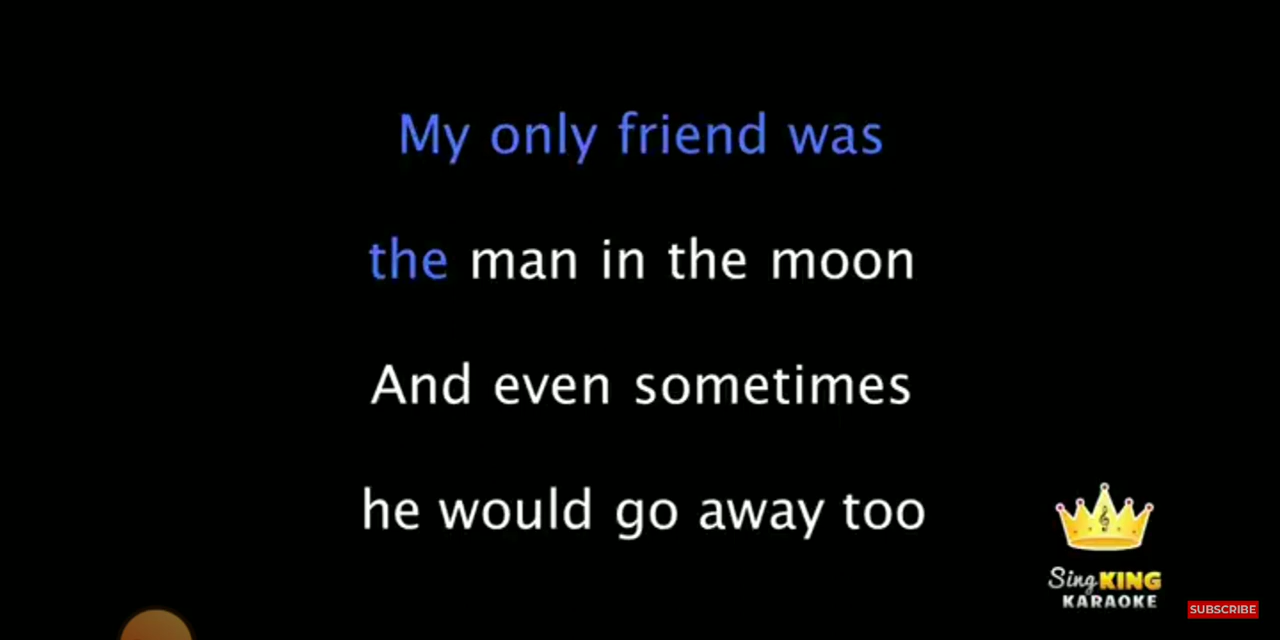 My only friend was
the man in the moon
And even sometimes
he would go away too
Sing KING
KARAOKE
SUBSCRIBE